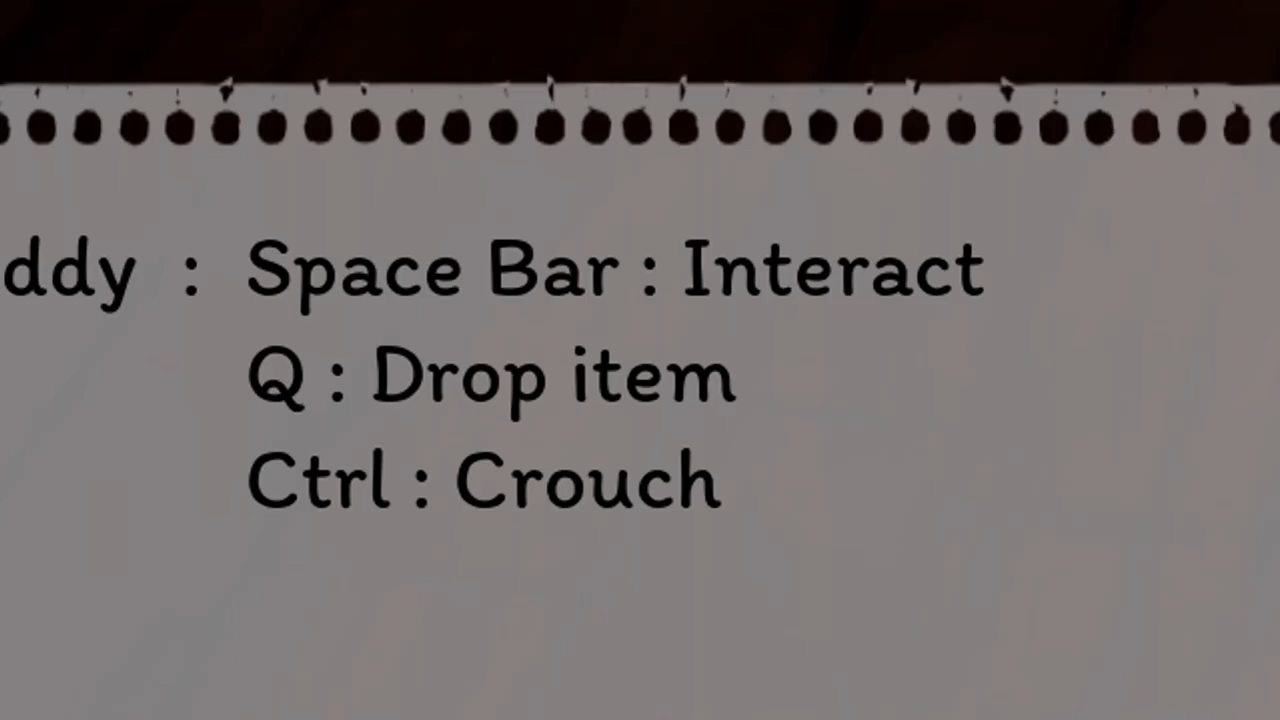 ddy : Space Bar : Interact
Q : Drop item
Ctrl : Crouch